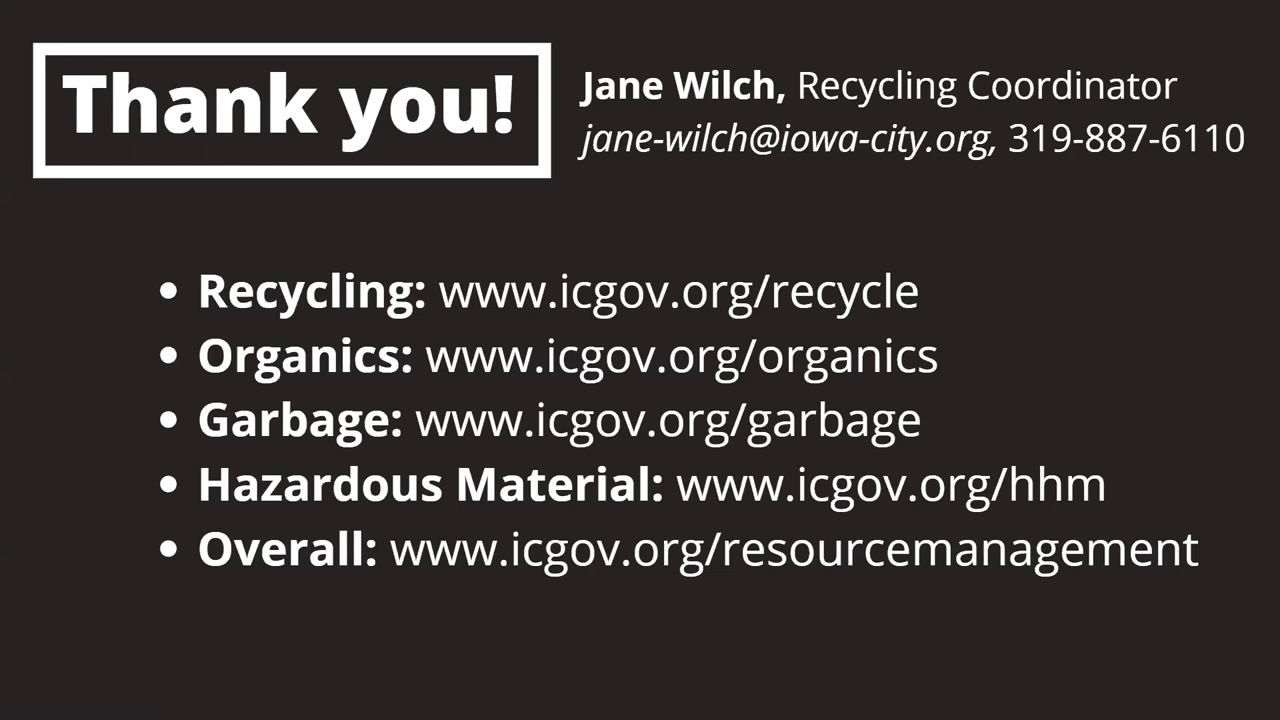 Thank you!
Jane Wilch, Recycling Coordinator
jane-wilch@iowa-city.org, 319-887-6110
• Recycling: www.icgov.org/recycle
• Organics: www.icgov.org/organics
• Garbage: www.icgov.org/garbage
• Hazardous Material: www.icgov.org/hhm
• Overall: www.icgov.org/resourcemanagement